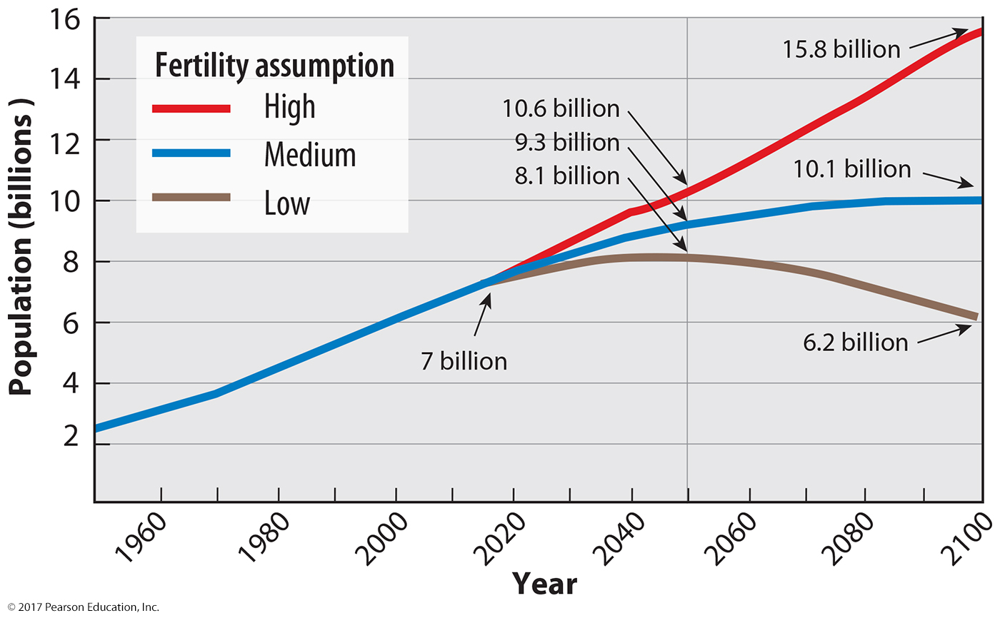 16
14
12
10
8
6
4
2
Population (billions )
Fertility assumption
High
Medium
Low
15.8 billion
10.6 billion
9.3 billion
8.1 billion
10.1 billion
7 billion
6.2 billion
1960
1980
2000
2020
2040
2060
2080
2100
Year
© 2017 Pearson Education, Inc.